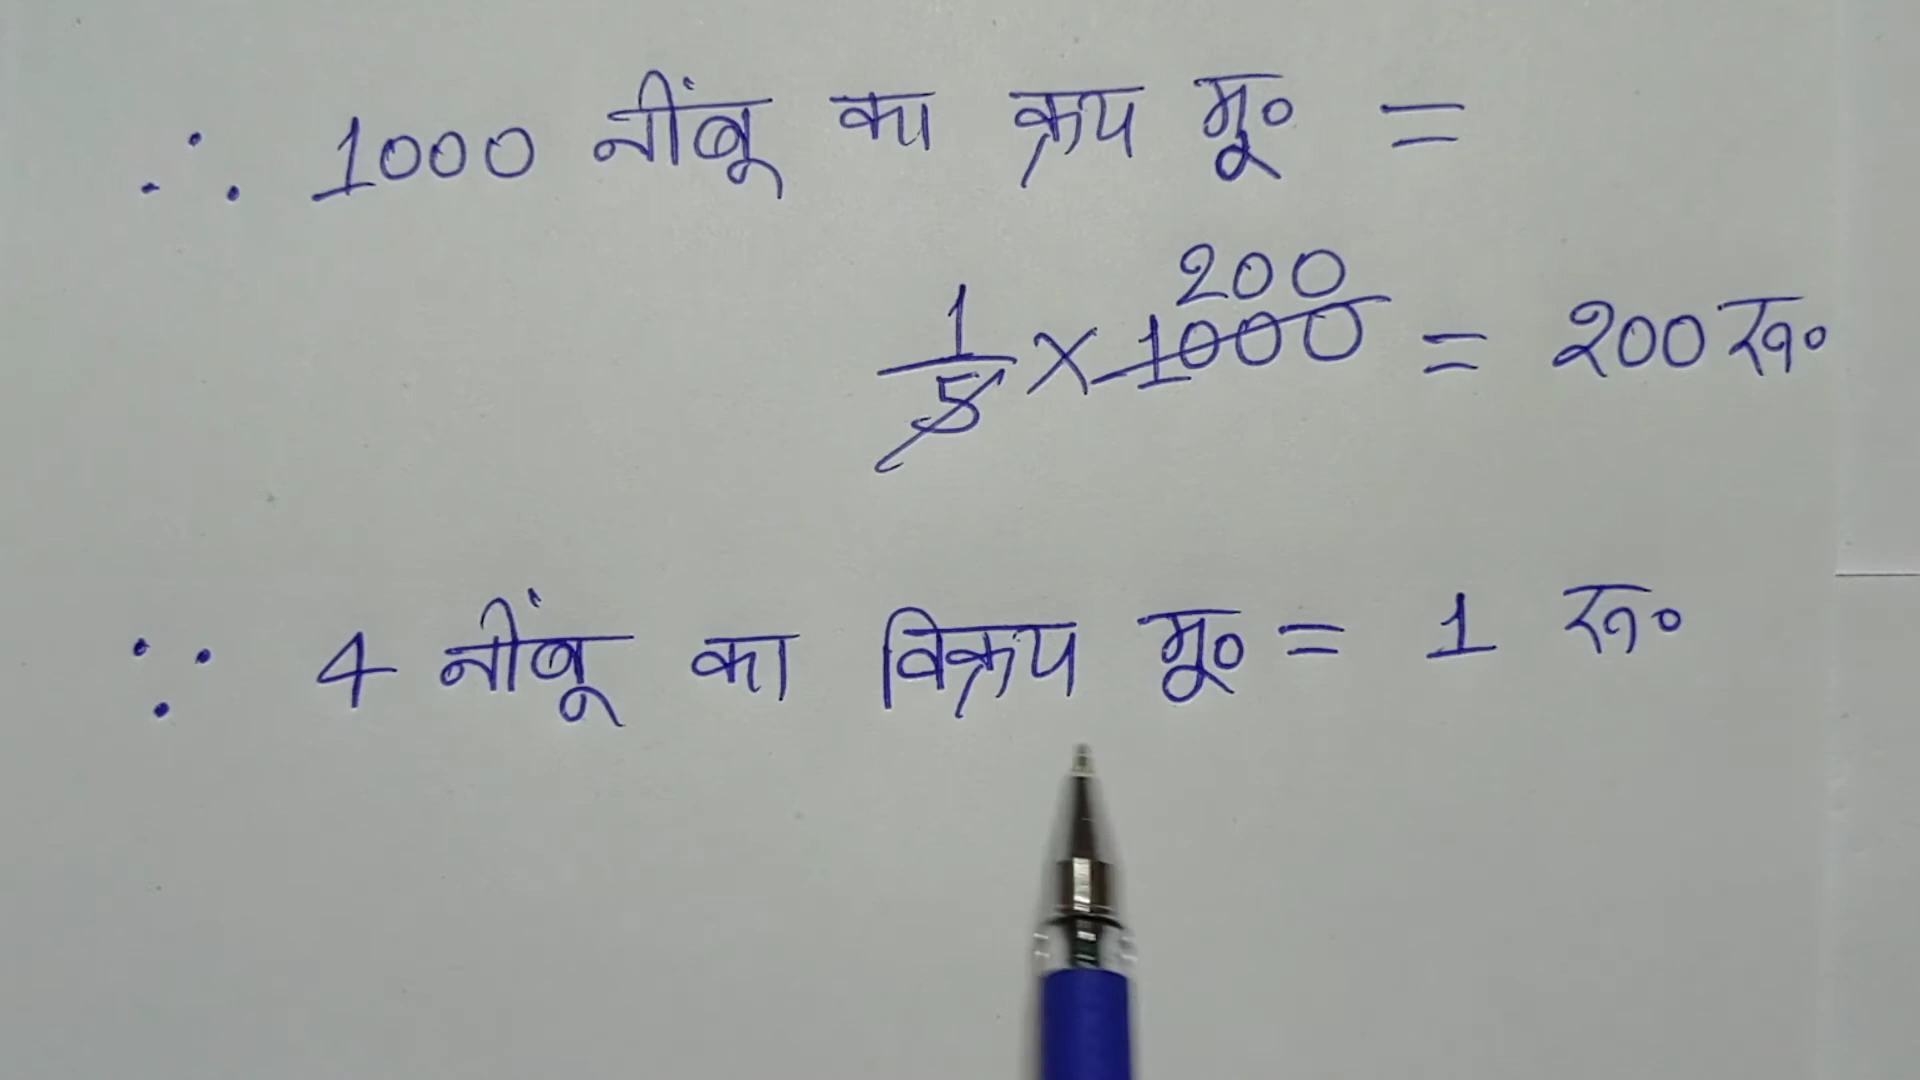 ∴ 1000 नींबू का क्रय मू० =
200
1/5 × 1000 = 200 रू०
∵ 4 नींबू का विक्रय मू० = 1 रू०